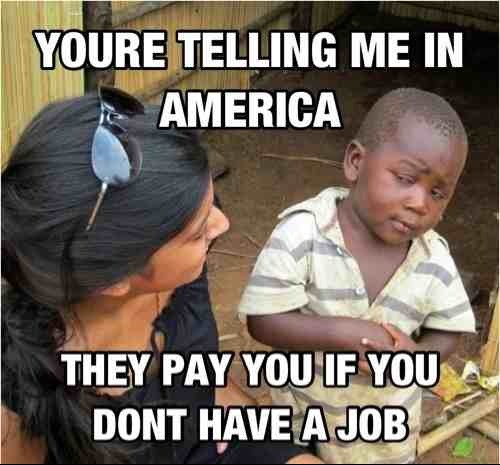 YOURE TELLING ME IN
AMERICA
THEY PAY YOU IF YOU
DONT HAVE A JOB